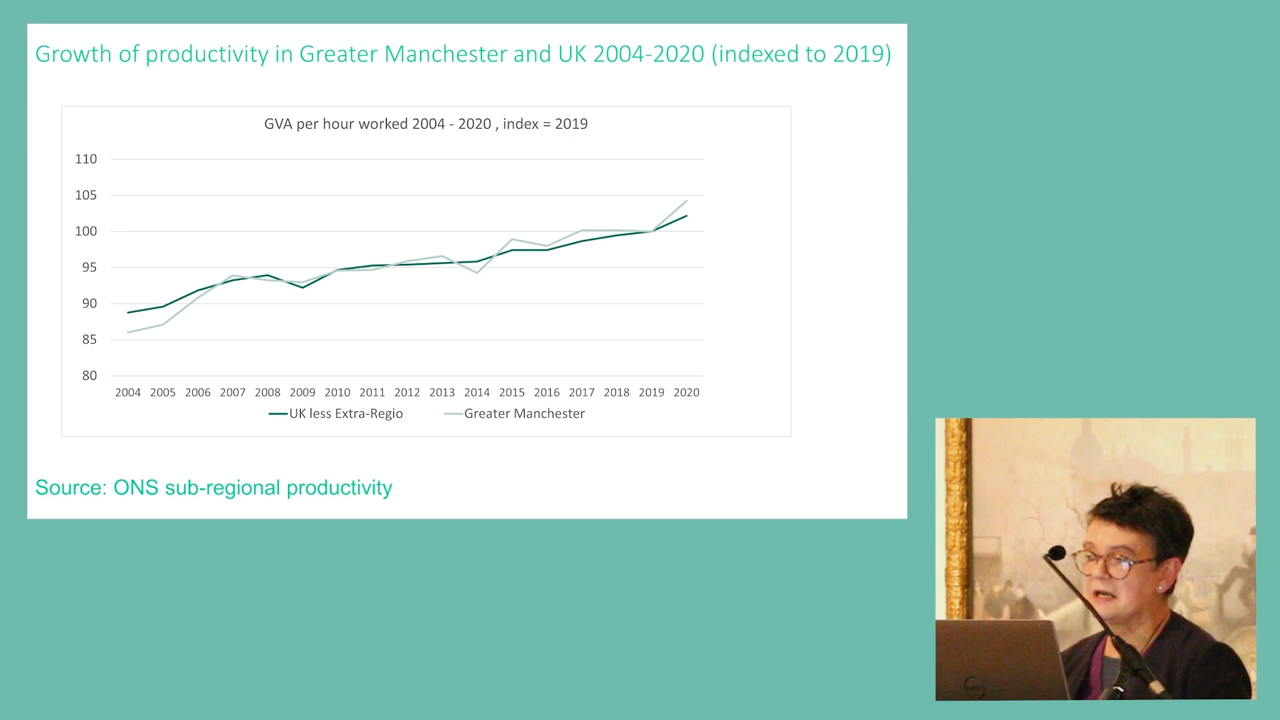 Growth of productivity in Greater Manchester and UK 2004-2020 (indexed to 2019)
GVA per hour worked 2004 - 2020 , index = 2019
110
105
100
95
90
85
80
2004 2005 2006 2007 2008 2009 2010 2011 2012 2013 2014 2015 2016 2017 2018 2019 2020
UK less Extra-Regio Greater Manchester
Source: ONS sub-regional productivity